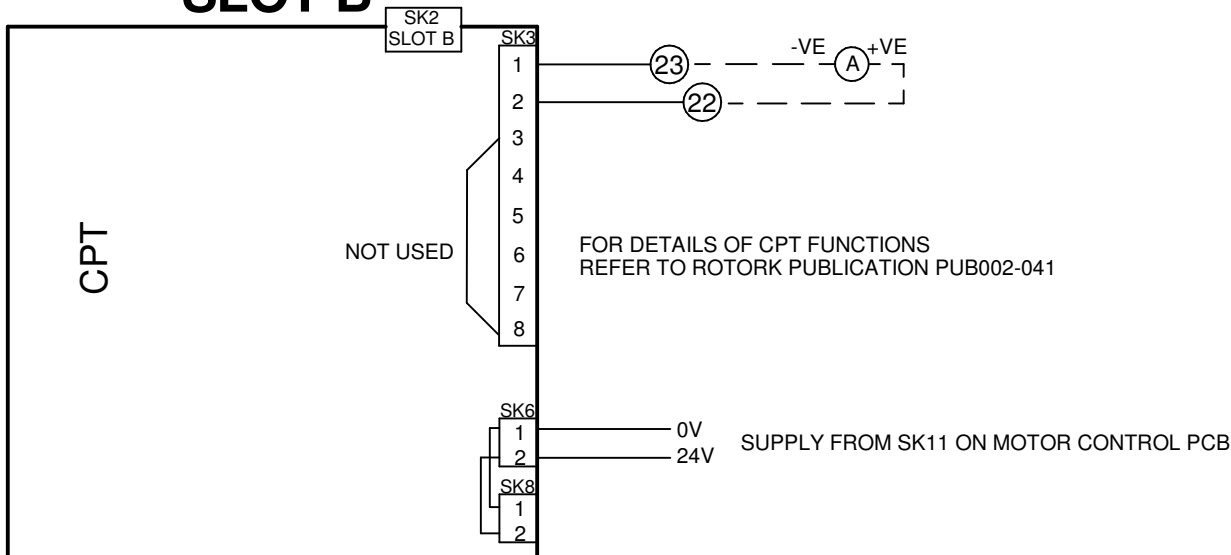 SLOT B
SK2
SLOT B
SK3
1
2
3
4
5
6
7
8
23
-VE
A
+VE
22
CPT
NOT USED
FOR DETAILS OF CPT FUNCTIONS
REFER TO ROTORK PUBLICATION PUB002-041
SK6
1
2
0V
24V
SUPPLY FROM SK11 ON MOTOR CONTROL PCB
SK8
1
2